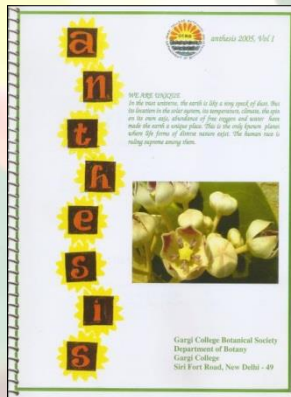 anthesis 2005, Vol 1
anthesis
WE ARE UNIQUE
In the vast universe, the earth is like a tiny speck of dust. But
its location in the solar system, its temperature, climate, the spin
on its own axis, abundance of free oxygen and water have
made the earth a unique place. This is the only known planet
where life forms of diverse nature exist. The human race is
ruling supreme among them.
Gargi College Botanical Society
Department of Botany
Gargi College
Siri Fort Road, New Delhi - 49